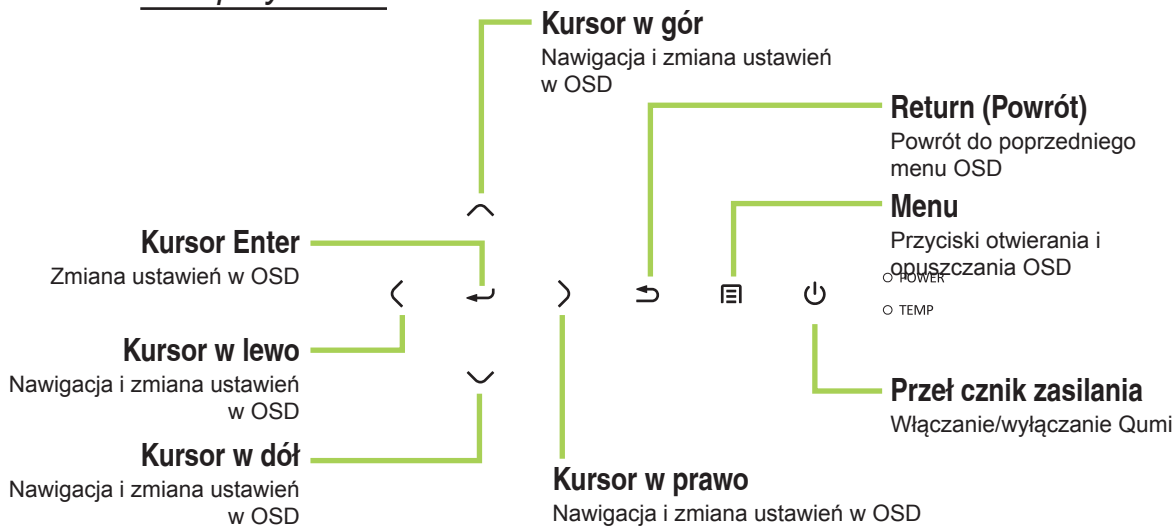 Kursor w gór
Nawigacja i zmiana ustawień
w OSD
Return (Powrót)
Powrót do poprzedniego
menu OSD
Menu
Przyciski otwierania i
opuszczania OSD
Kursor Enter
Zmiana ustawień w OSD
POWER
TEMP
Kursor w lewo
Nawigacja i zmiana ustawień
w OSD
Przeł cznik zasilania
Włączanie/wyłączanie Qumi
Kursor w dół
Nawigacja i zmiana ustawień
w OSD
Kursor w prawo
Nawigacja i zmiana ustawień w OSD